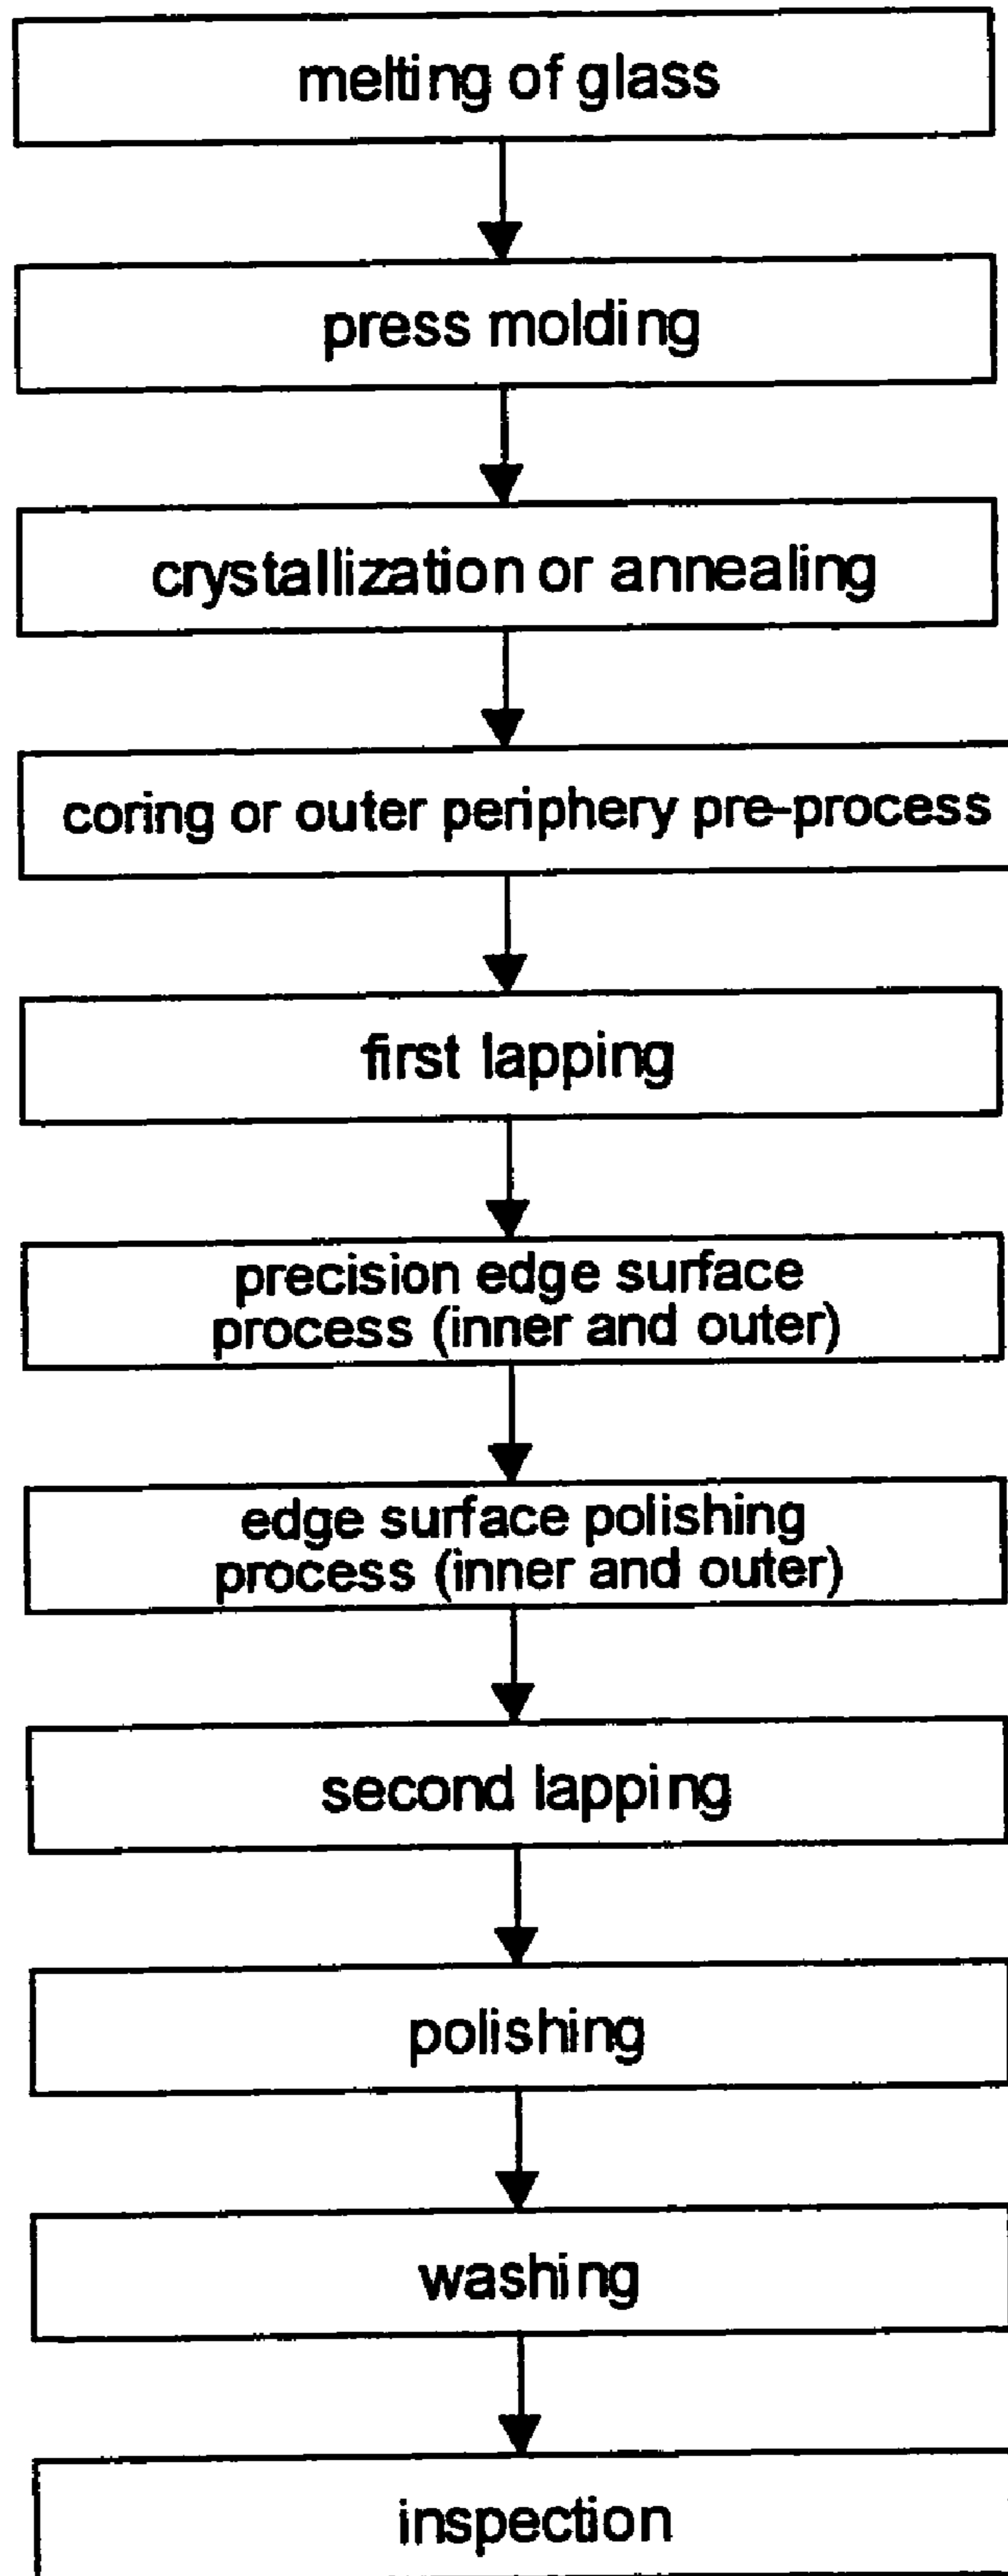 melting of glass
press molding
crystallization or annealing
coring or outer periphery pre-process
first lapping
precision edge surface
process (inner and outer)
edge surface polishing
process (inner and outer)
second lapping
polishing
washing
inspection